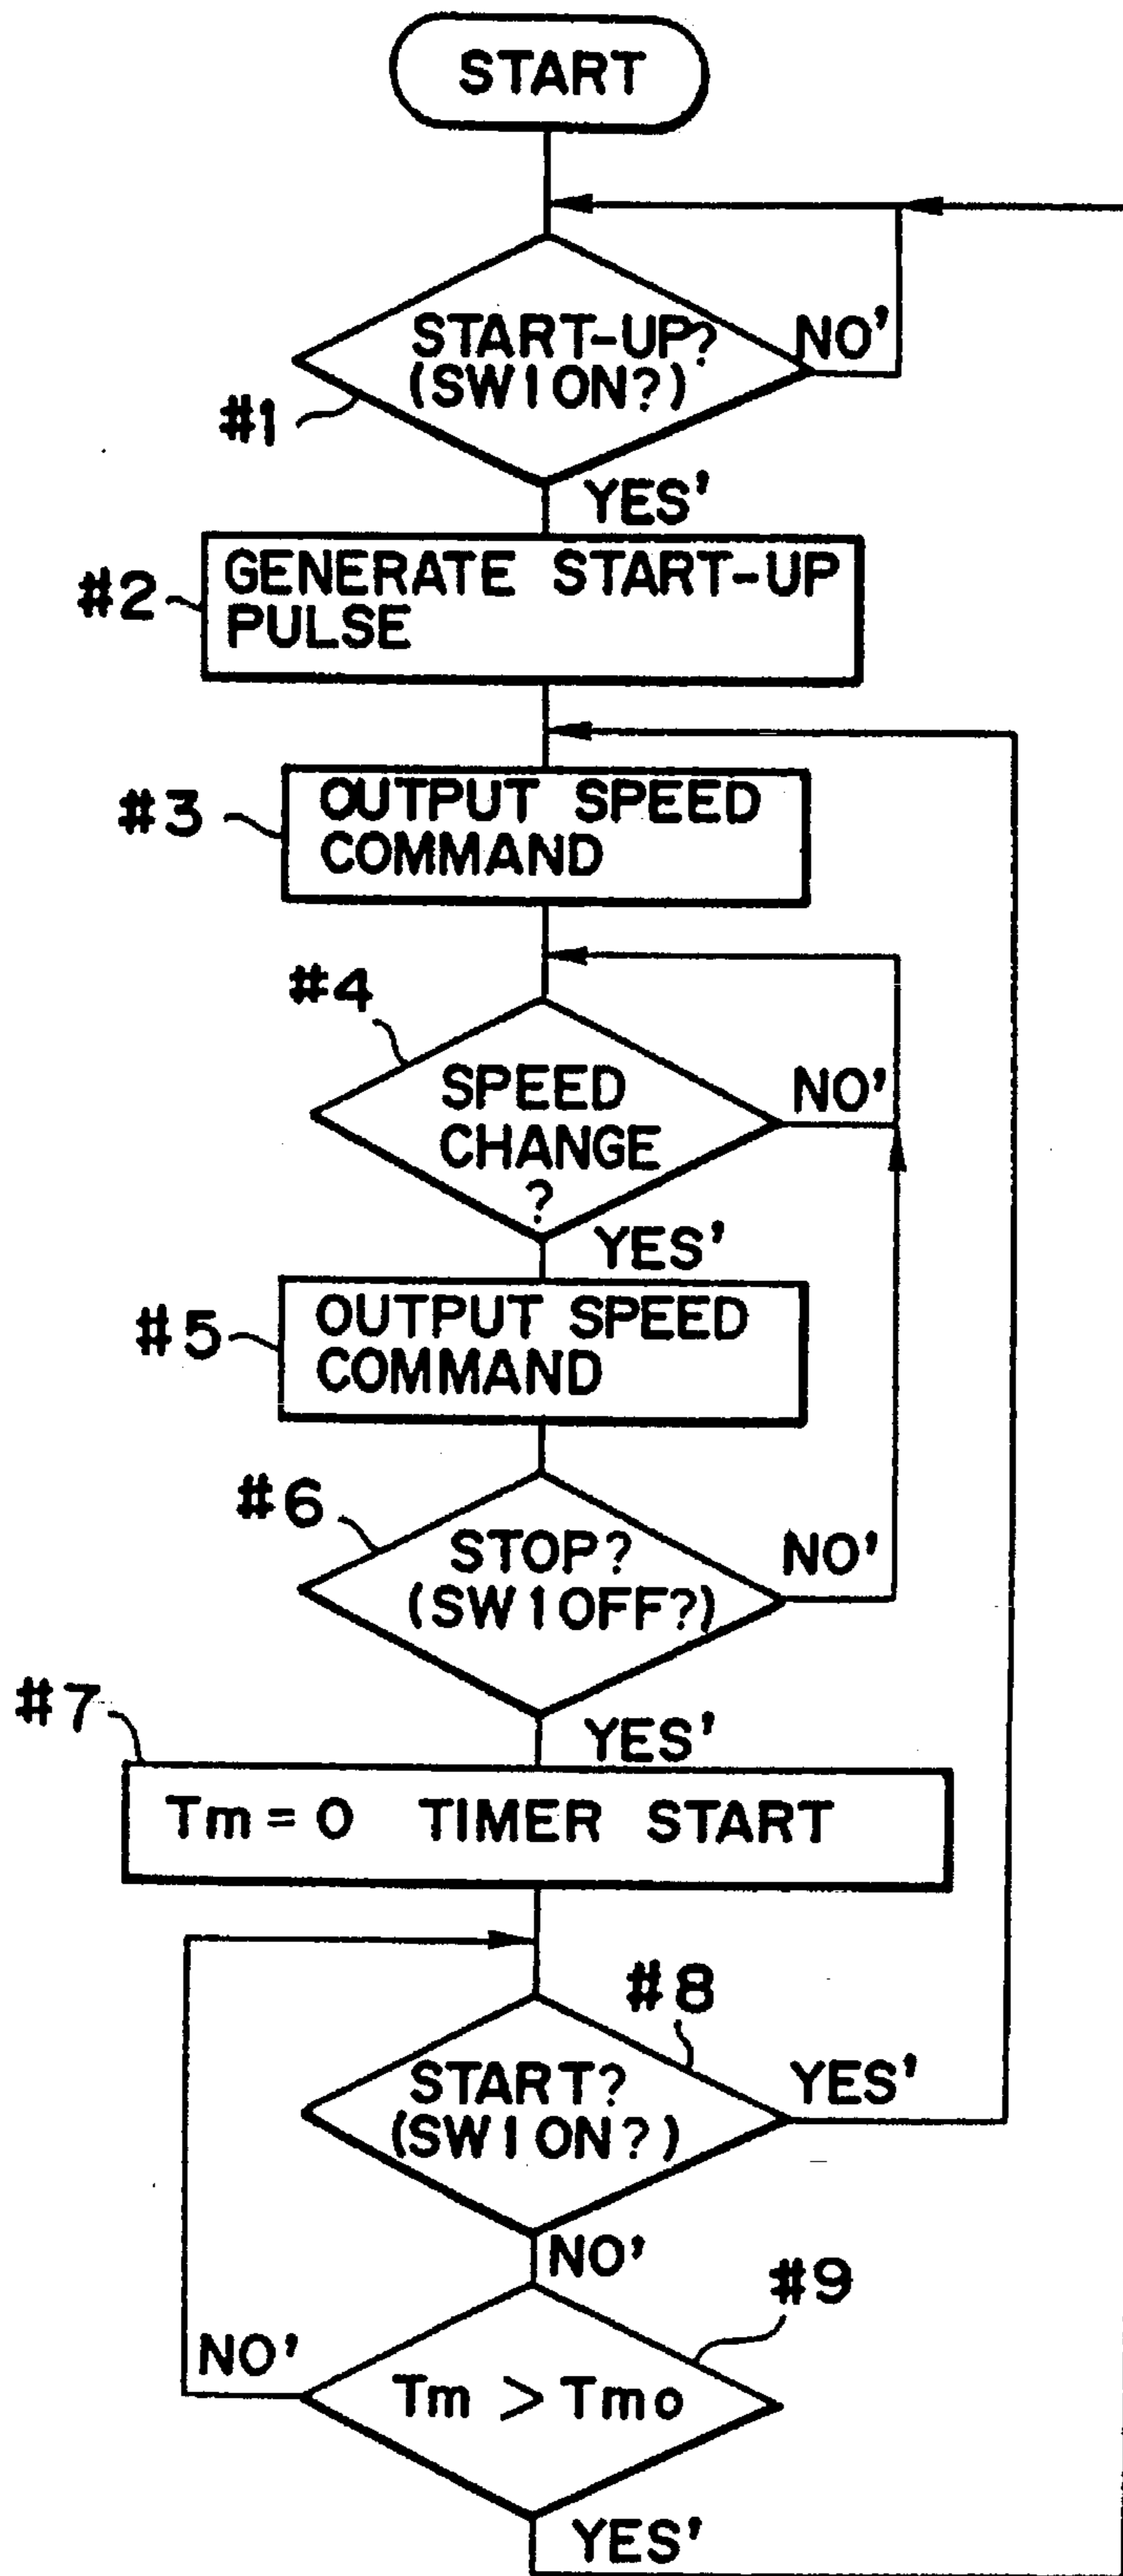 START
START-UP?
(SW1ON?)
NO'
#1
YES'
#2
GENERATE START-UP
PULSE
#3
OUTPUT SPEED
COMMAND
#4
SPEED
CHANGE
?
NO'
YES'
#5
OUTPUT SPEED
COMMAND
#6
STOP?
(SW1OFF?)
NO'
YES'
#7
Tm = 0 TIMER START
#8
START?
(SW1ON?)
YES'
NO'
#9
NO'
Tm > Tmo
YES'